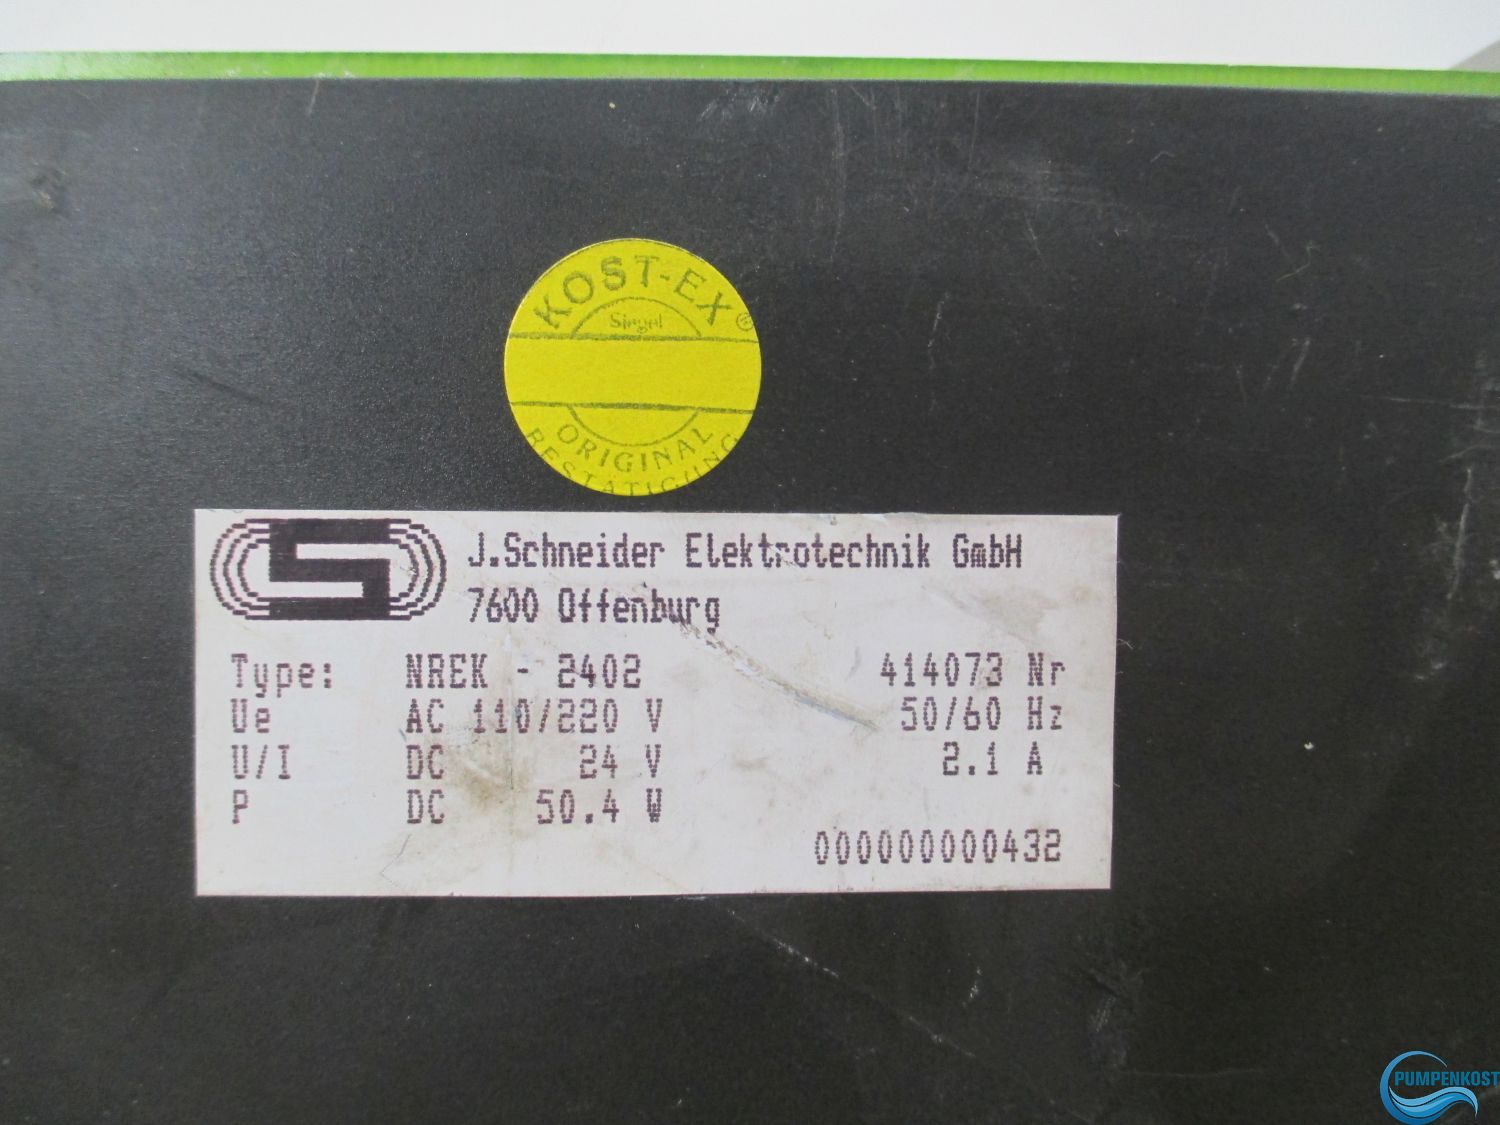 KOST-EX®
Siegel
ORIGINAL
BESTÄTIGUNG
S
J.Schneider Elektrotechnik GmbH
7600 Offenburg
Type: NREK - 2402 414073 Nr
Ue AC 110/220 V 50/60 Hz
U/I DC 24 V 2.1 A
P DC 50.4 W
000000000432
PUMPENKOST